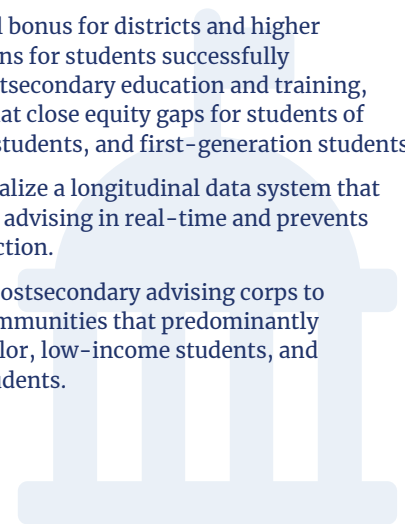 bonus for districts and higher
ns for students successfully
tsecondary education and training,
at close equity gaps for students of
students, and first-generation students
alize a longitudinal data system that
advising in real-time and prevents
ction.
ostsecondary advising corps to
mmunities that predominantly
lor, low-income students, and
dents.